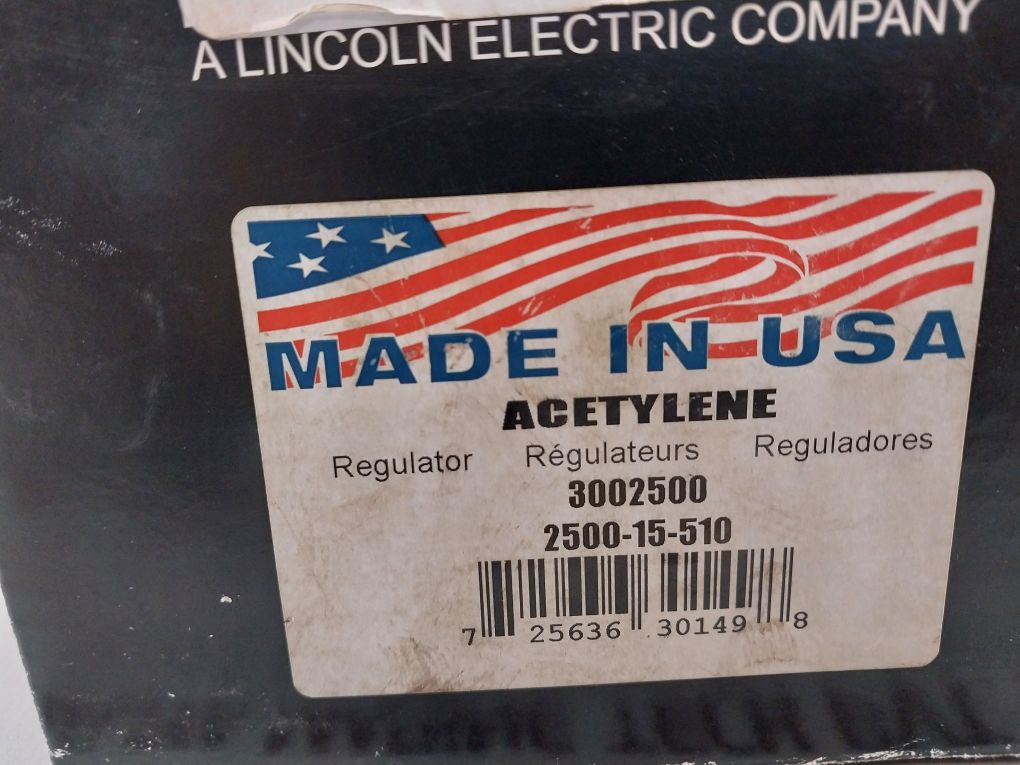 A LINCOLN ELECTRIC COMPANY
MADE IN USA
ACETYLENE
Regulator Régulateurs Reguladores
3002500
2500-15-510
7 25636 30149 8